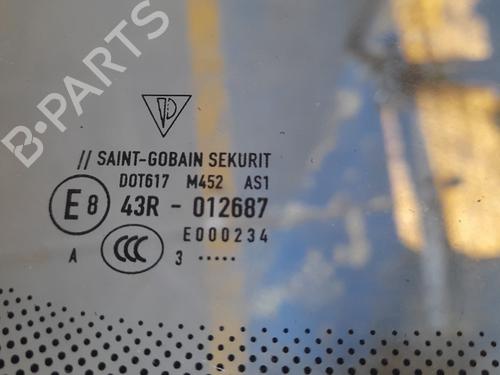 B-PARTS
// SAINT-GOBAIN SEKURIT
DOT617 M452 AS1
E8 43R - 012687
E000234
CCC
A 3 .....